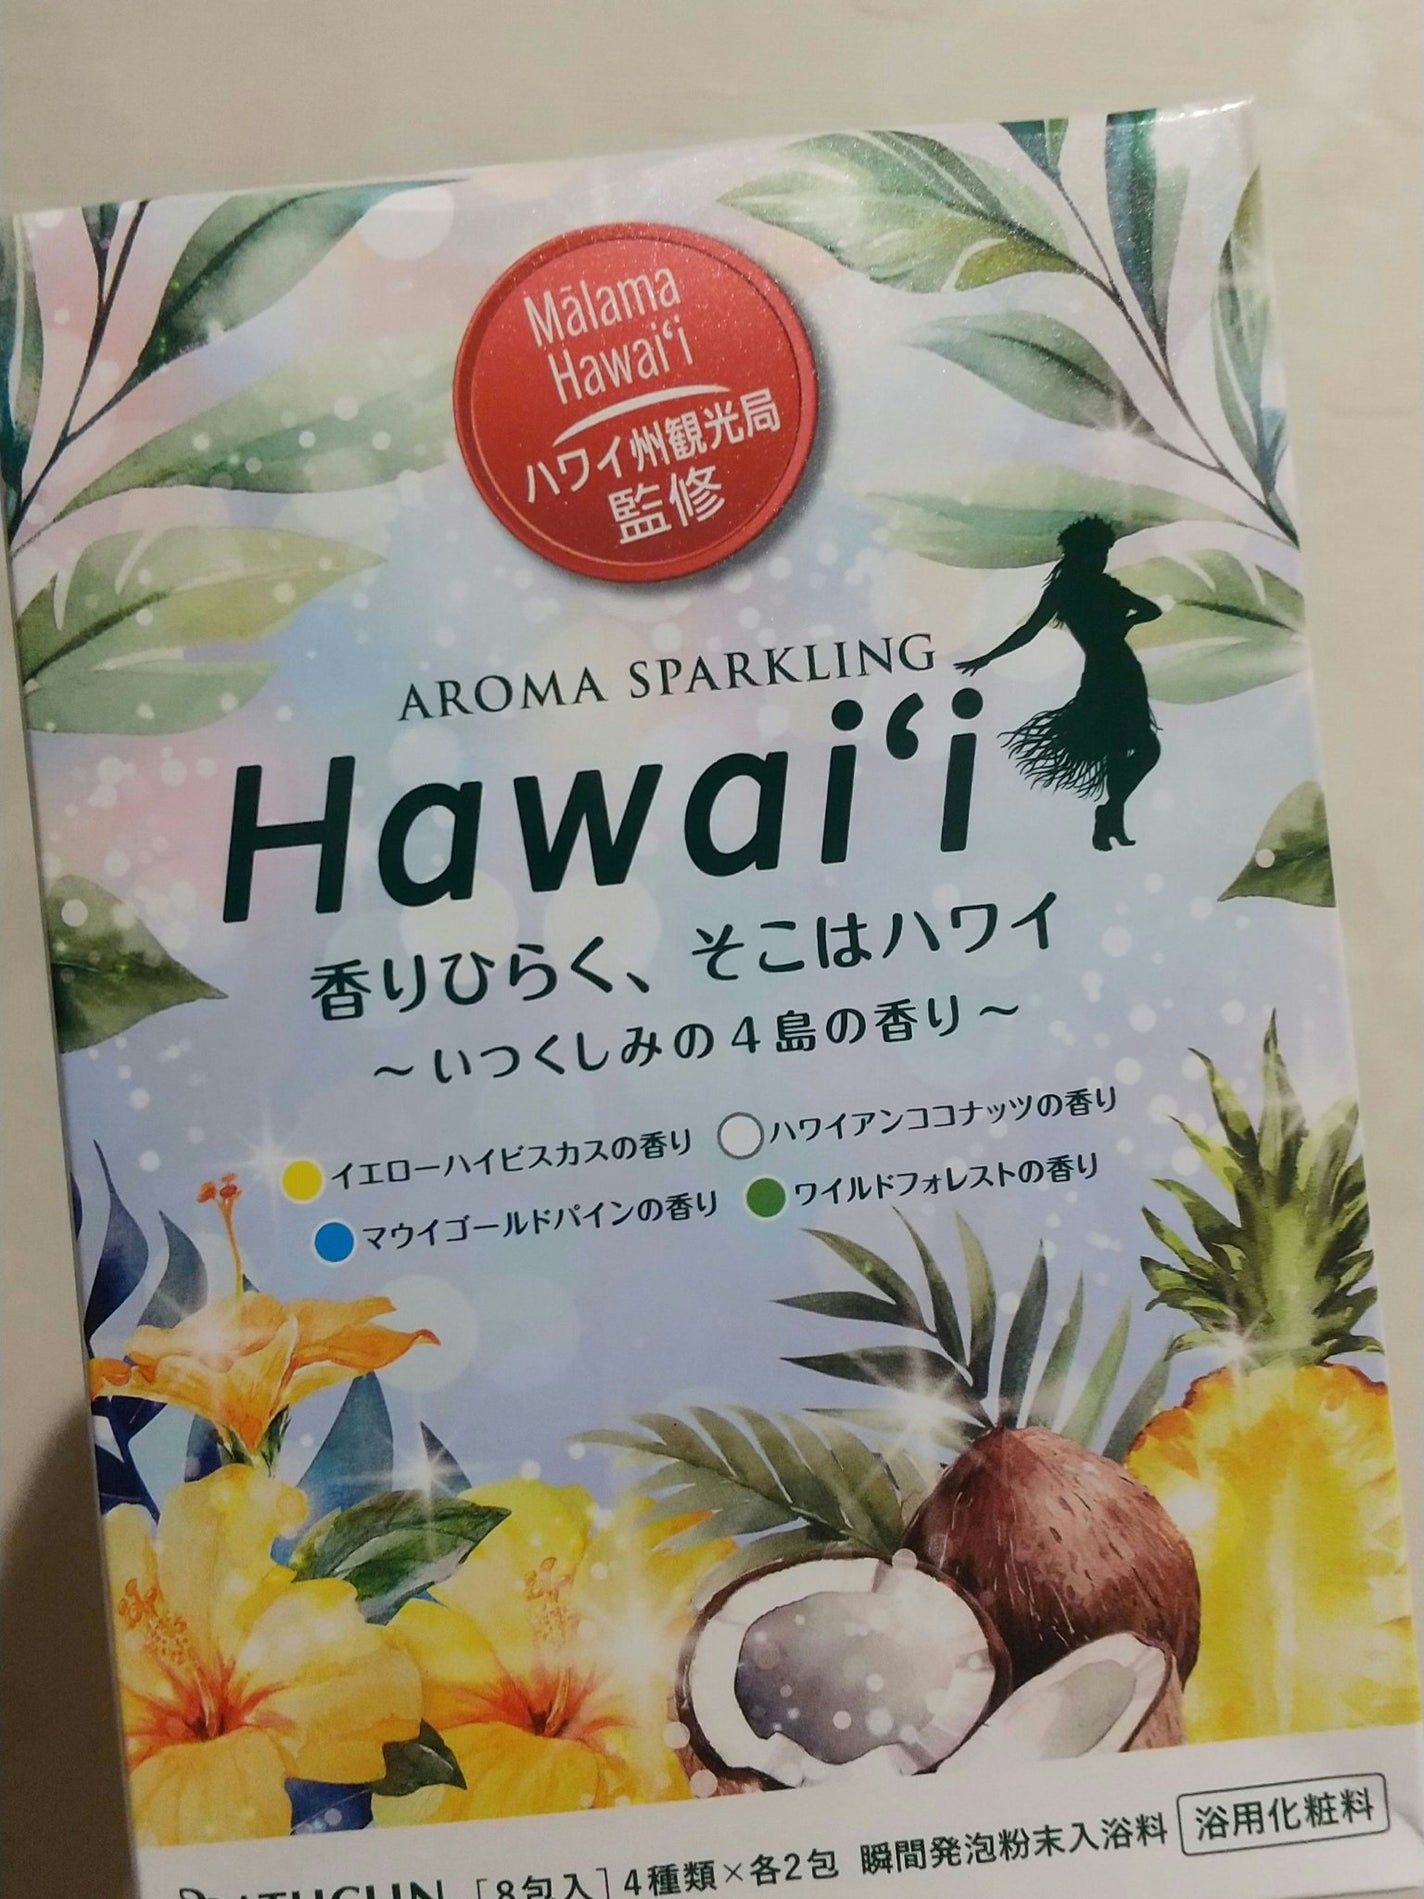 Mālama
Hawaiʻi
ハワイ州観光局
監修
AROMA SPARKLING
Hawaiʻi
香りひらく、そこはハワイ
～いつくしみの4島の香り～
イエローハイビスカスの香り ハワイアンココナッツの香り
マウイゴールドパインの香り ワイルドフォレストの香り
[8包入] 4種類×各2包 瞬間発泡粉末入浴料 浴用化粧料